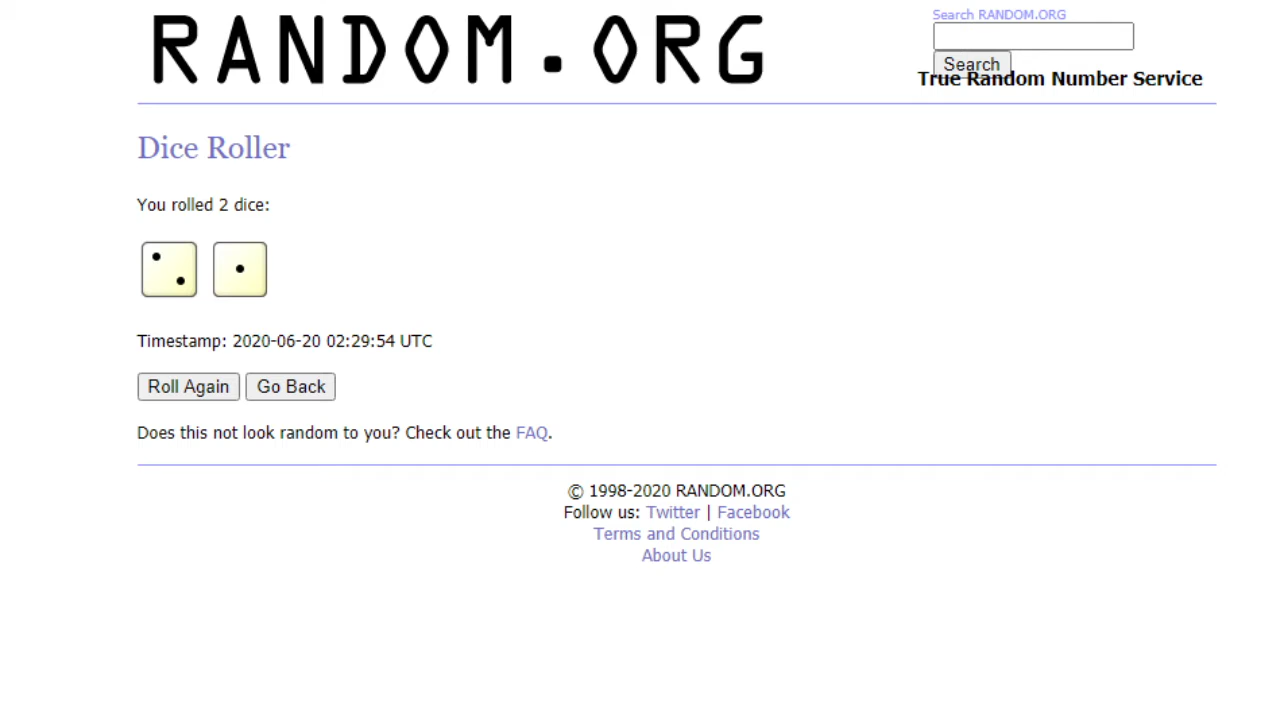 RANDOM.ORG
Search RANDOM.ORG
Search
True Random Number Service
Dice Roller
You rolled 2 dice:
Timestamp: 2020-06-20 02:29:54 UTC
Roll Again Go Back
Does this not look random to you? Check out the FAQ.
© 1998-2020 RANDOM.ORG
Follow us: Twitter | Facebook
Terms and Conditions
About Us